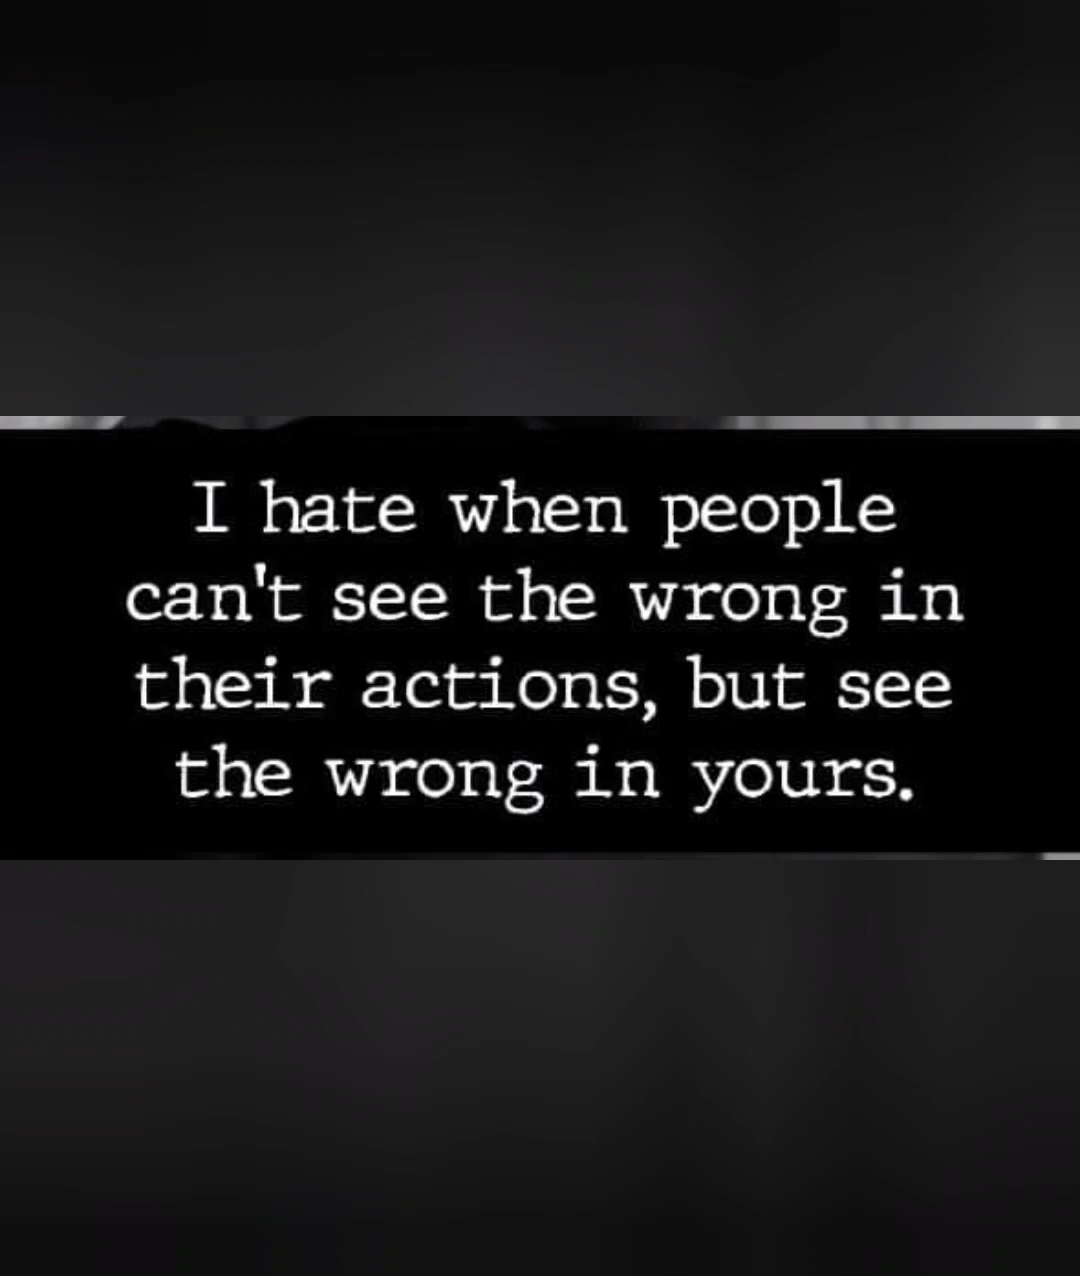 I hate when people
can't see the wrong in
their actions, but see
the wrong in yours.